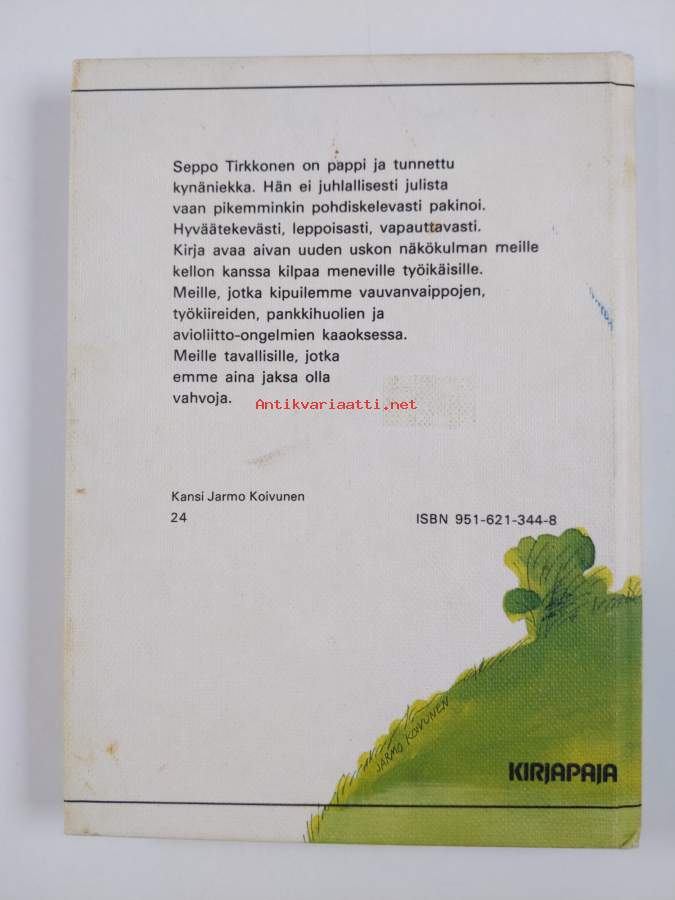 Seppo Tirkkonen on pappi ja tunnettu
kynäniekka. Hän ei juhlallisesti julista
vaan pikemminkin pohdiskelevasti pakinoi.
Hyväätekevästi, leppoisasti, vapauttavasti.
Kirja avaa aivan uuden uskon näkökulman meille
kellon kanssa kilpaa meneville työikäisille.
Meille, jotka kipuilemme vauvanvaippojen,
työkiireiden, pankkihuolien ja
avioliitto-ongelmien kaaoksessa.
Meille tavallisille, jotka
emme aina jaksa olla
vahvoja.
Antikvariaatti.net
Kansi Jarmo Koivunen
24
ISBN 951-621-344-8
JARMO KOIVUNEN
KIRJAPAJA